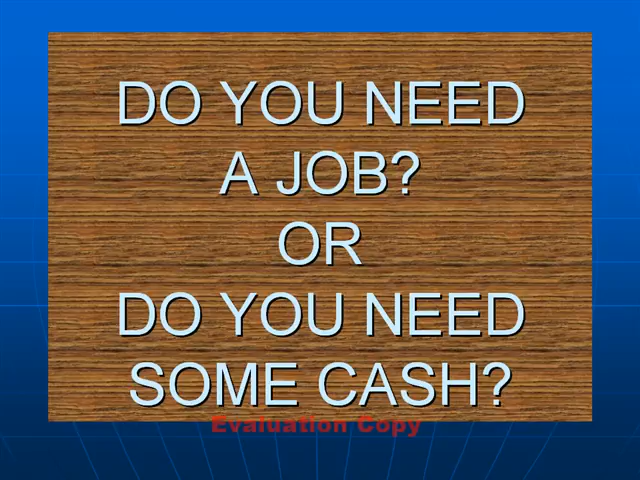 DO YOU NEED
A JOB?
OR
DO YOU NEED
SOME CASH?
Evaluation Copy